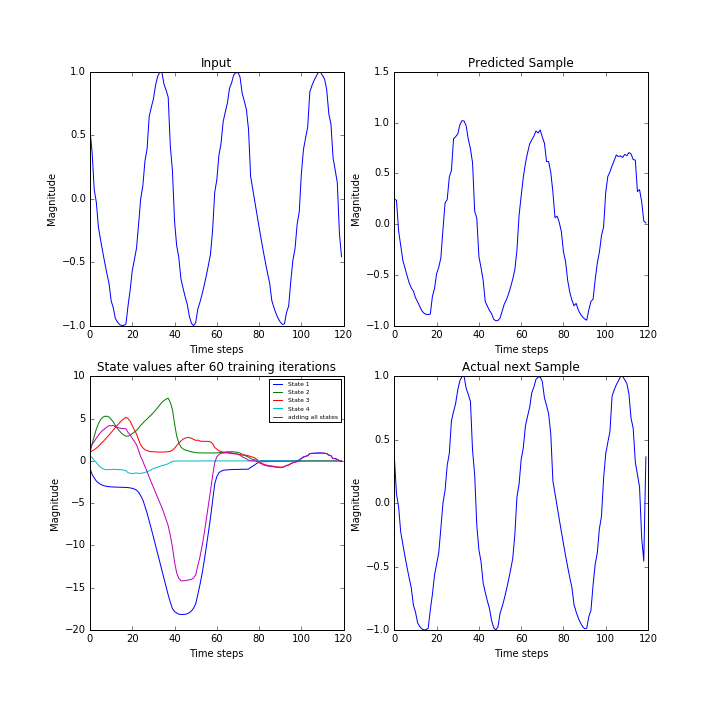 Input
1.0
0.5
0.0
−0.5
−1.0
0 20 40 60 80 100 120
Time steps
Magnitude
Predicted Sample
1.5
1.0
0.5
0.0
−0.5
−1.0
0 20 40 60 80 100 120
Time steps
Magnitude
State values after 60 training iterations
10
5
0
−5
−10
−15
−20
0 20 40 60 80 100 120
Time steps
Magnitude
State 1
State 2
State 3
State 4
adding all states
Actual next Sample
1.0
0.5
0.0
−0.5
−1.0
0 20 40 60 80 100 120
Time steps
Magnitude